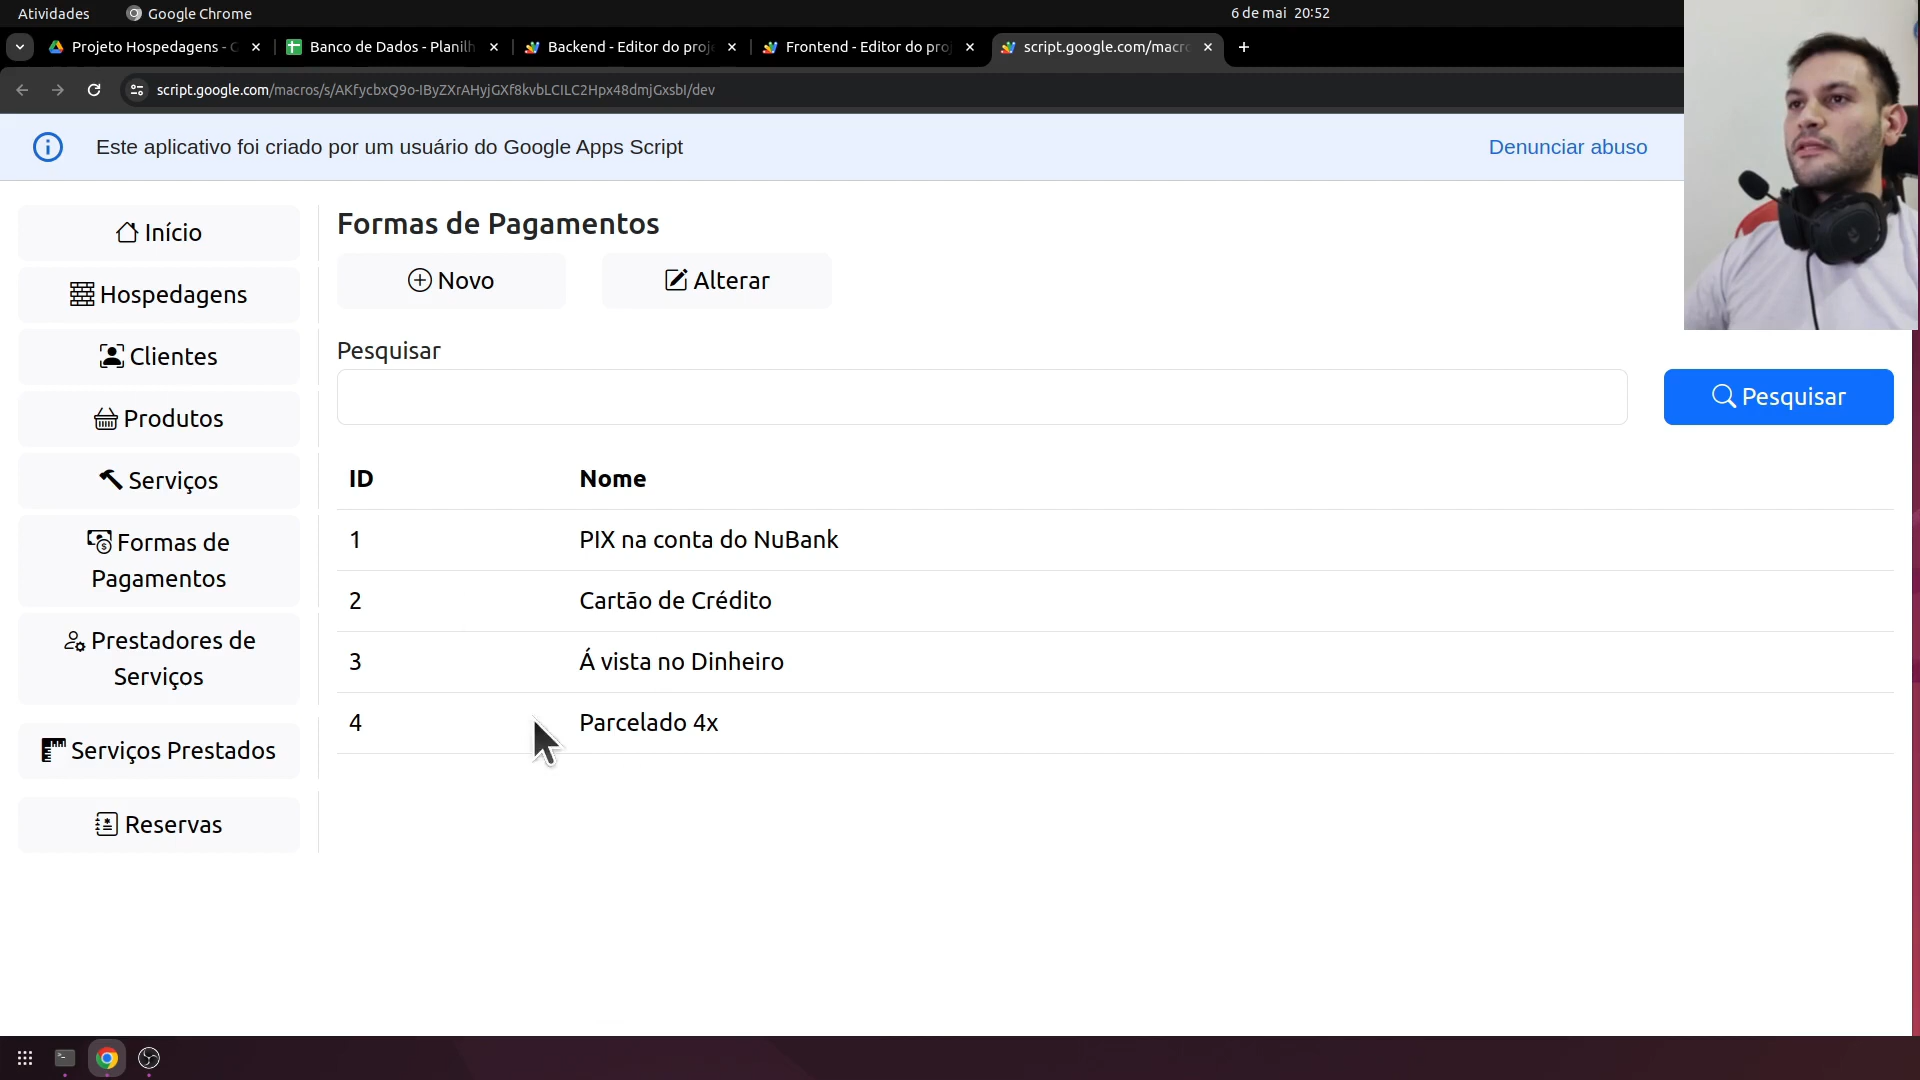 Atividades
Google Chrome
6 de mai 20:52
Projeto Hospedagens - 
Banco de Dados - Planilh
Backend - Editor do proj
Frontend - Editor do proj
script.google.com/macro
script.google.com/macros/s/AKfycbxQ9o-IByZXrAHyjGXf8kvbLCILC2Hpx48dmjGxsbI/dev
Este aplicativo foi criado por um usuário do Google Apps Script
Denunciar abuso
Início
Hospedagens
Clientes
Produtos
Serviços
Formas de
Pagamentos
Prestadores de
Serviços
Serviços Prestados
Reservas
Formas de Pagamentos
Novo
Alterar
Pesquisar
Pesquisar
ID Nome
1 PIX na conta do NuBank
2 Cartão de Crédito
3 Á vista no Dinheiro
4 Parcelado 4x